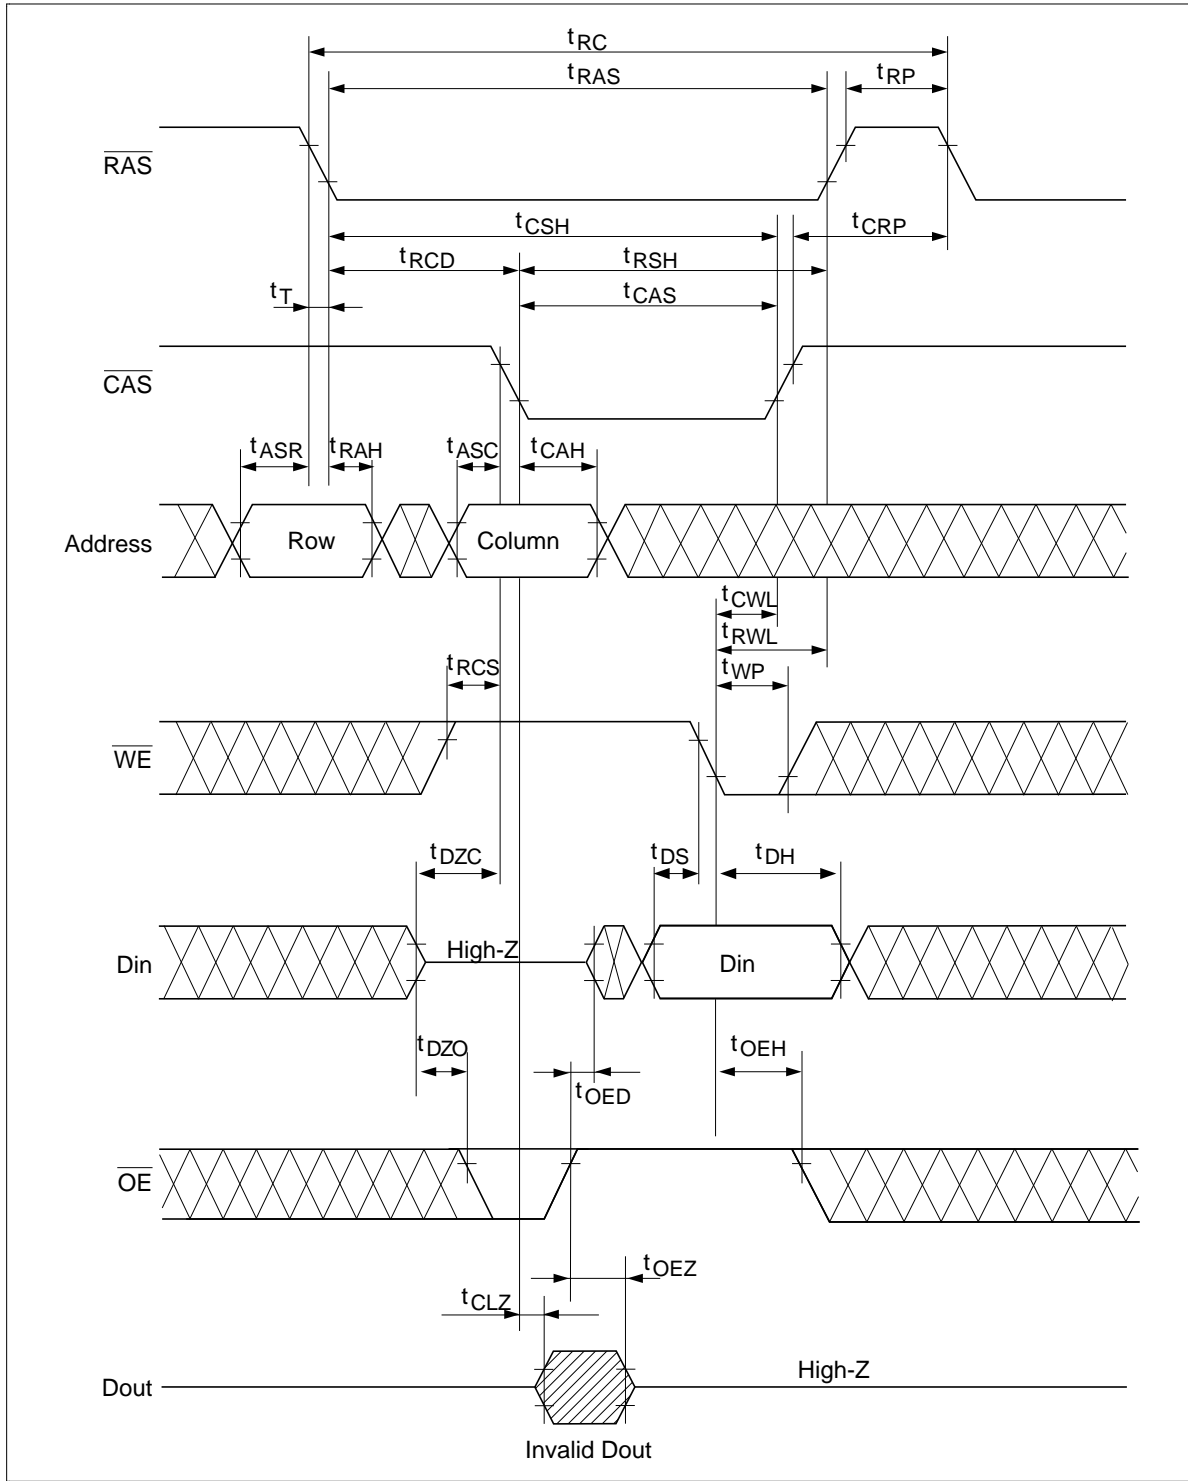 tRC
tRAS
tRP
RAS
tCSH
tCRP
tRCD
tRSH
tT
tCAS
CAS
tASR
tRAH
tASC
tCAH
Address
Row
Column
tCWL
tRWL
tRCS
tWP
WE
tDZC
tDS
tDH
Din
High-Z
Din
tDZO
tOEH
tOED
OE
tOEZ
tCLZ
Dout
High-Z
Invalid Dout